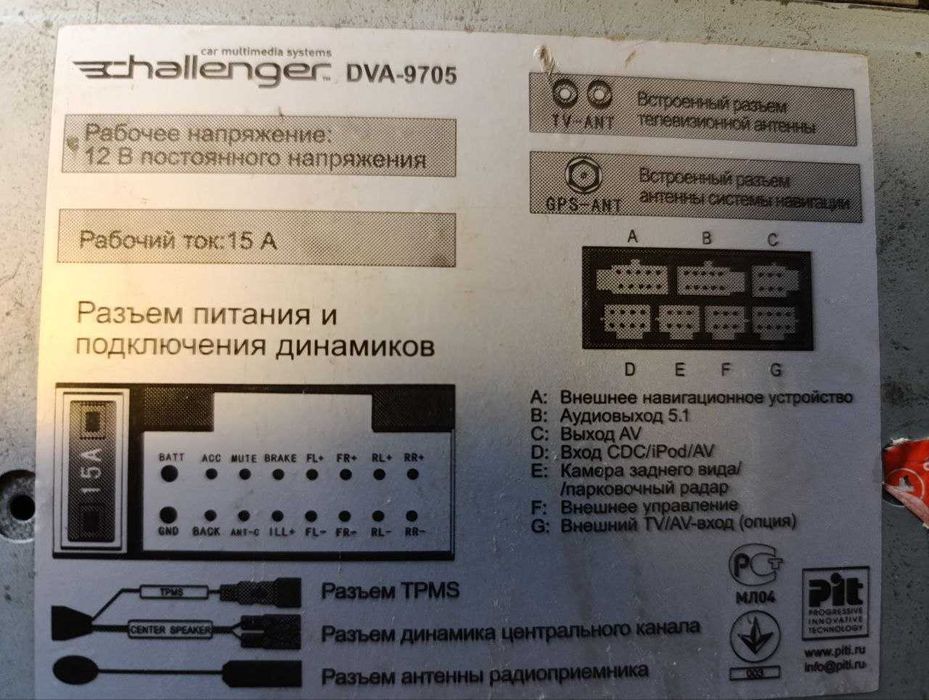 car multimedia systems
challenger™ DVA-9705
Рабочее напряжение:
12 В постоянного напряжения
Рабочий ток:15 А
Разъем питания и
подключения динамиков
15A
BATT ACC MUTE BRAKE FL+ FR+ RL+ RR+
GND BACK ANT-C ILL+ FL- FR- RL- RR-
TPMS
Разъем TPMS
CENTER SPEAKER
Разъем динамика центрального канала
Разъем антенны радиоприемника
TV-ANT
Встроенный разъем
телевизионной антенны
GPS-ANT
Встроенный разъем
антенны системы навигации
A B C
D E F G
A: Внешнее навигационное устройство
B: Аудиовыход 5.1
C: Выход AV
D: Вход CDC/iPod/AV
E: Камера заднего вида/
/парковочный радар
F: Внешнее управление
G: Внешний TV/AV-вход (опция)
РСТ
МЛ04
003
pit
PROGRESSIVE
INNOVATIVE
TECHNOLOGY
www.piti.ru
info@piti.ru